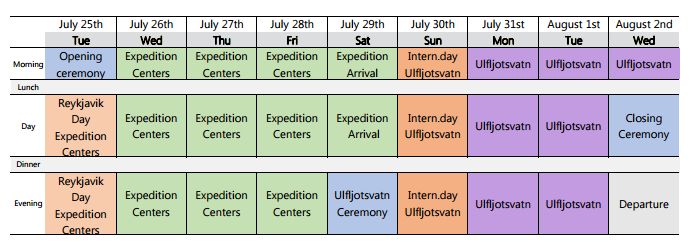 July 25th July 26th July 27th July 28th July 29th July 30th July 31st August 1st August 2nd
Tue Wed Thu Fri Sat Sun Mon Tue Wed
Morning Opening ceremony Expedition Centers Expedition Centers Expedition Centers Expedition Arrival Intern.day Ulfljotsvatn Ulfljotsvatn Ulfljotsvatn Ulfljotsvatn
Lunch
Day Reykjavik Day Expedition Centers Expedition Centers Expedition Centers Expedition Centers Expedition Arrival Intern.day Ulfljotsvatn Ulfljotsvatn Ulfljotsvatn Closing Ceremony
Dinner
Evening Reykjavik Day Expedition Centers Expedition Centers Expedition Centers Expedition Centers Ulfljotsvatn Ceremony Intern.day Ulfljotsvatn Ulfljotsvatn Ulfljotsvatn Departure